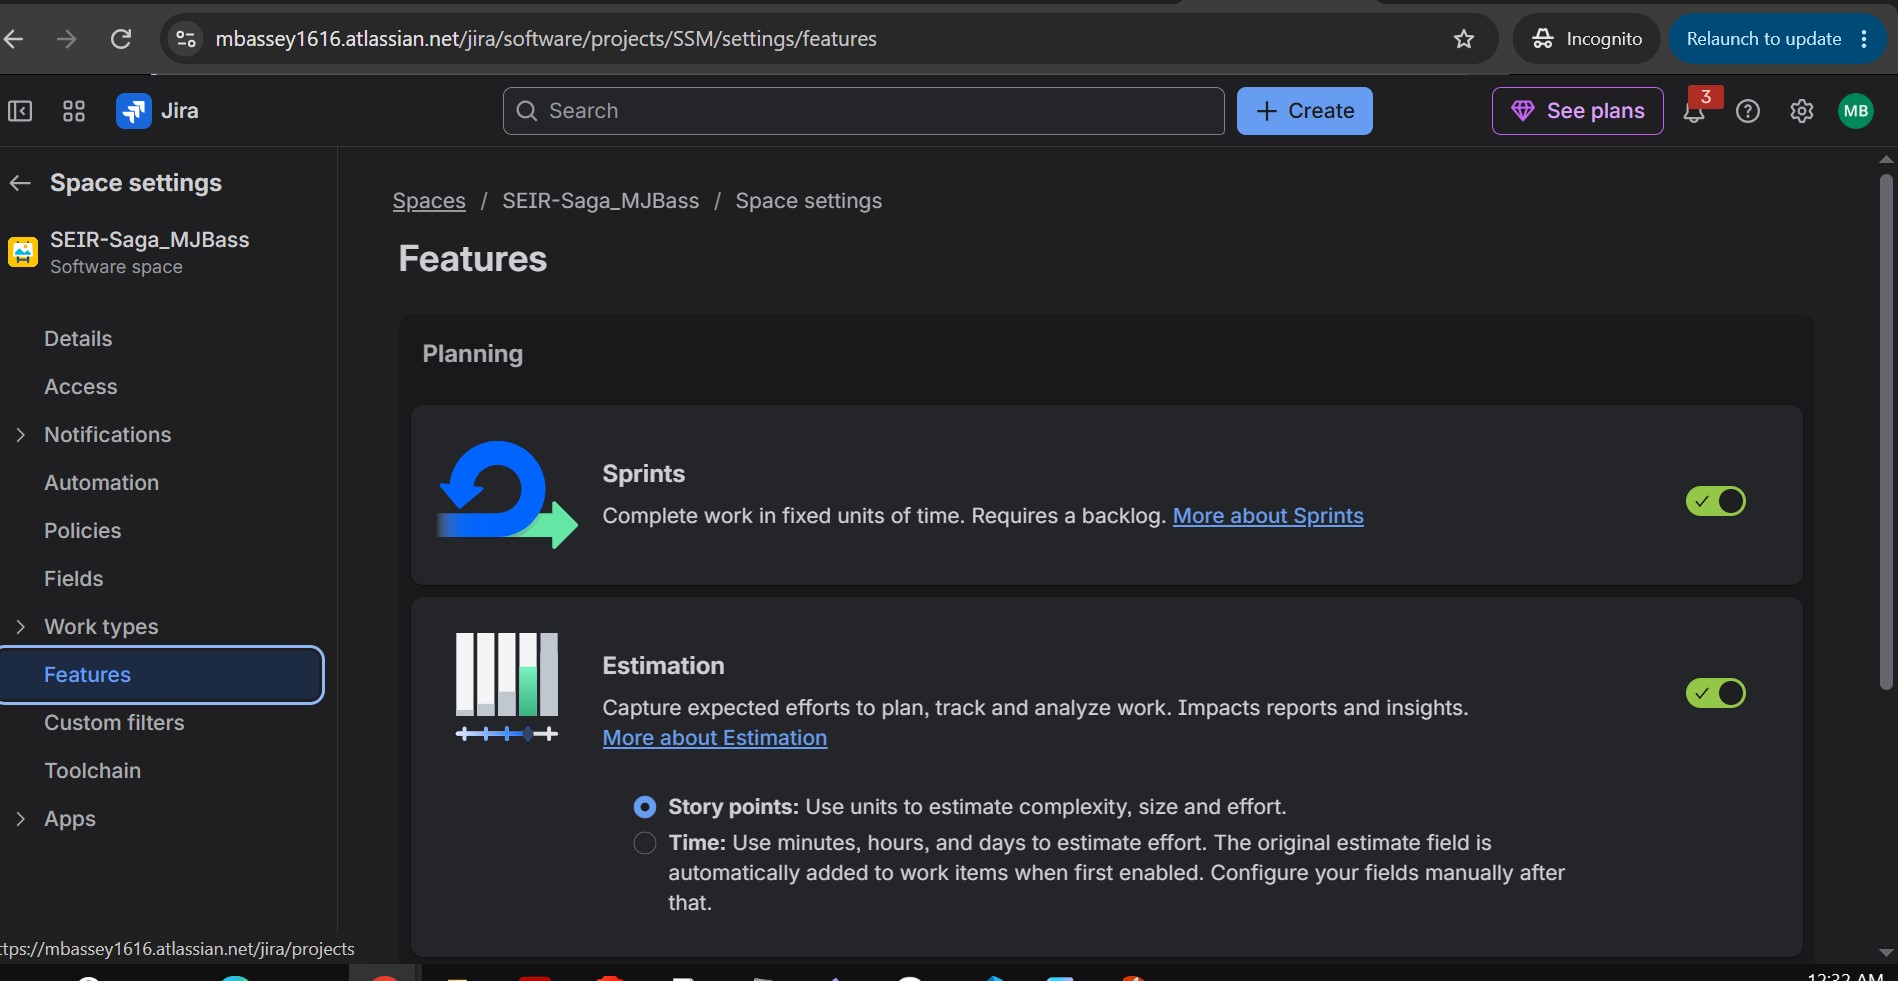 mbassey1616.atlassian.net/jira/software/projects/SSM/settings/features
Incognito
Relaunch to update
Jira
Search
Create
See plans
3
MB
Space settings
SEIR-Saga_MJBass
Software space
Details
Access
Notifications
Automation
Policies
Fields
Work types
Features
Custom filters
Toolchain
Apps
Spaces / SEIR-Saga_MJBass / Space settings
Features
Planning
Sprints
Complete work in fixed units of time. Requires a backlog. More about Sprints
Estimation
Capture expected efforts to plan, track and analyze work. Impacts reports and insights.
More about Estimation
Story points: Use units to estimate complexity, size and effort.
Time: Use minutes, hours, and days to estimate effort. The original estimate field is
automatically added to work items when first enabled. Configure your fields manually after
that.
ttps://mbassey1616.atlassian.net/jira/projects
12:32 AM